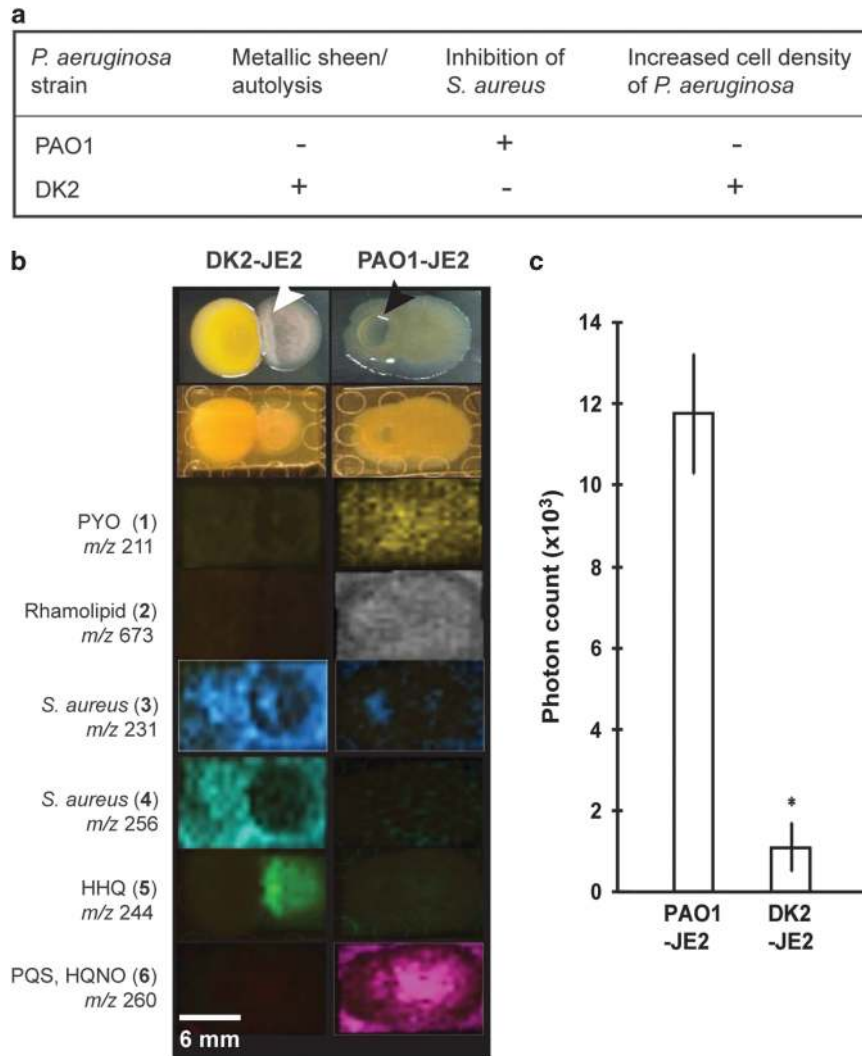 a
P. aeruginosa strain
Metallic sheen/ autolysis
Inhibition of S. aureus
Increased cell density of P. aeruginosa
PAO1 - + -
DK2 + - +
b
DK2-JE2 PAO1-JE2
PYO (1)
m/z 211
Rhamolipid (2)
m/z 673
S. aureus (3)
m/z 231
S. aureus (4)
m/z 256
HHQ (5)
m/z 244
PQS, HQNO (6)
m/z 260
6 mm
c
Photon count (x10³)
14
12
10
8
6
4
2
0
*
PAO1 -JE2
DK2 -JE2